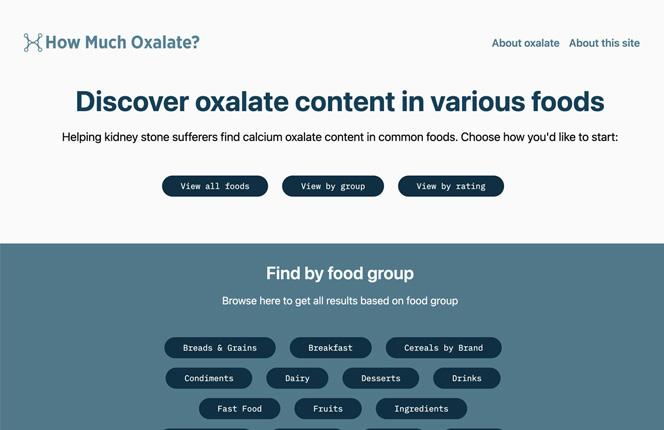 How Much Oxalate?
About oxalate About this site
Discover oxalate content in various foods
Helping kidney stone sufferers find calcium oxalate content in common foods. Choose how you'd like to start:
View all foods View by group View by rating
Find by food group
Browse here to get all results based on food group
Breads & Grains Breakfast Cereals by Brand
Condiments Dairy Desserts Drinks
Fast Food Fruits Ingredients